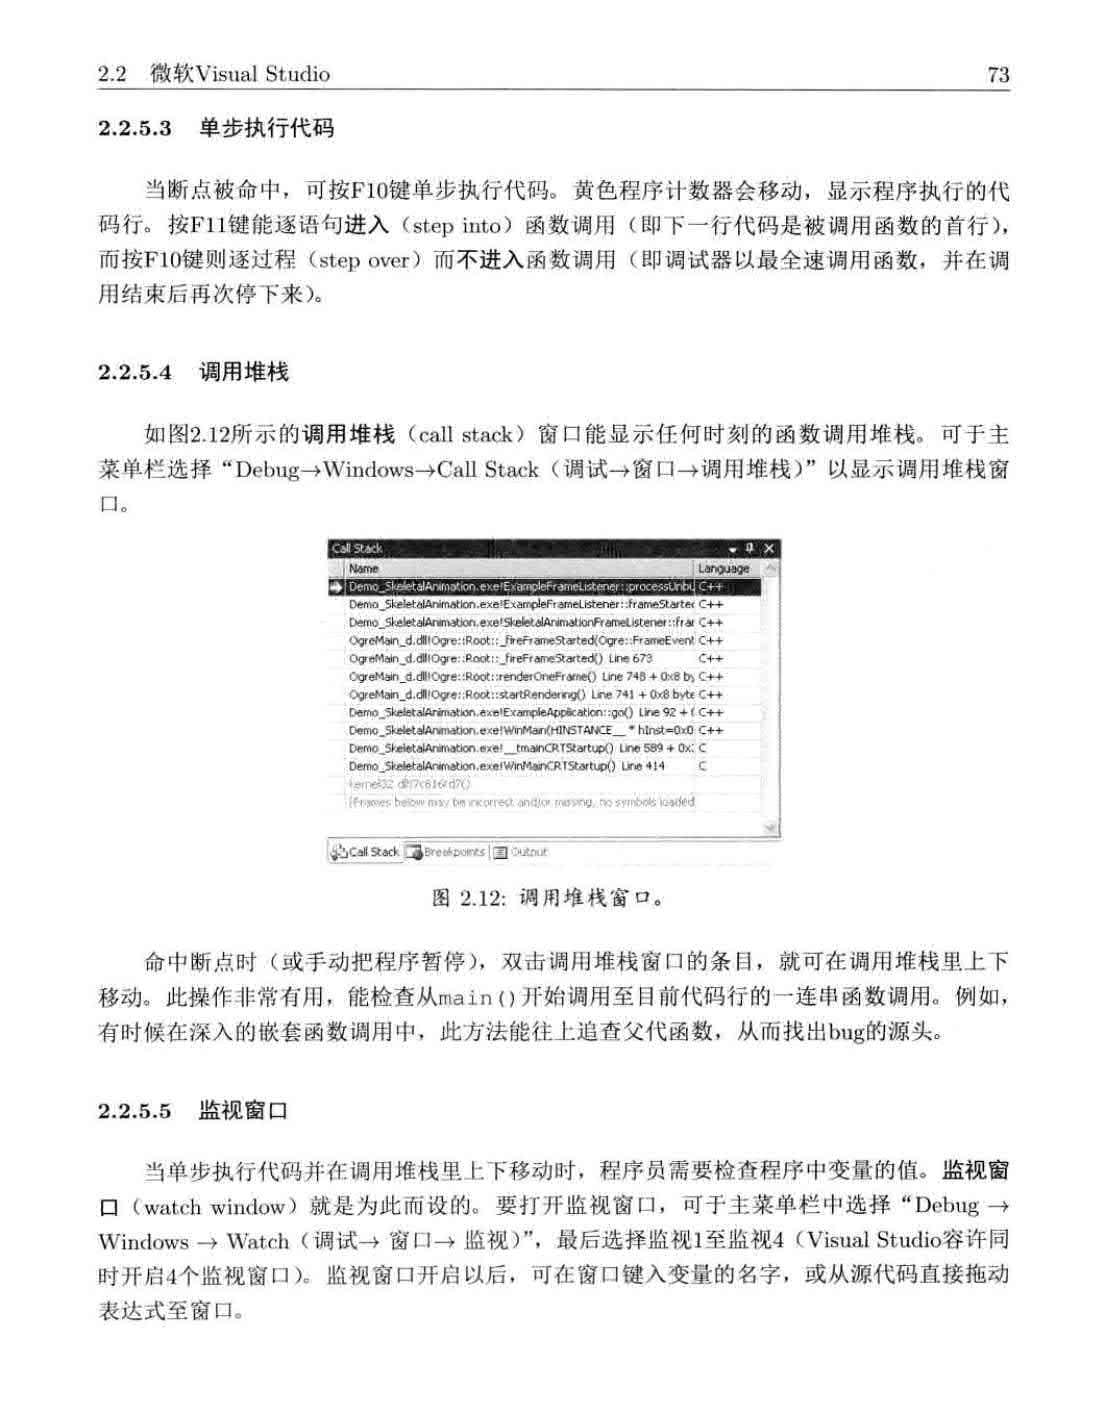 2.2 微软Visual Studio 73
2.2.5.3 单步执行代码
当断点被命中，可按F10键单步执行代码。黄色程序计数器会移动，显示程序执行的代
码行。按F11键能逐语句进入（step into）函数调用（即下一行代码是被调用函数的首行），
而按F10键则逐过程（step over）而不进入函数调用（即调试器以最全速调用函数，并在调
用结束后再次停下来）。
2.2.5.4 调用堆栈
如图2.12所示的调用堆栈（call stack）窗口能显示任何时刻的函数调用堆栈。可于主
菜单栏选择“Debug→Windows→Call Stack（调试→窗口→调用堆栈）”以显示调用堆栈窗
口。
Call Stack
Name Language
Demo_SkeletalAnimation.exe!ExampleFrameListener::processUnbu C++
Demo_SkeletalAnimation.exe!ExampleFrameListener::frameStarte C++
Demo_SkeletalAnimation.exe!SkeletalAnimationFrameListener::frar C++
OgreMain_d.dll!Ogre::Root::_fireFrameStarted(Ogre::FrameEvent C++
OgreMain_d.dll!Ogre::Root::_fireFrameStarted() Line 673 C++
OgreMain_d.dll!Ogre::Root::renderOneFrame() Line 748 + 0x8 by C++
OgreMain_d.dll!Ogre::Root::startRendering() Line 741 + 0x8 byte C++
Demo_SkeletalAnimation.exe!ExampleApplication::go() Line 92 + ( C++
Demo_SkeletalAnimation.exe!WinMain(HINSTANCE__ * hInst=0x0 C++
Demo_SkeletalAnimation.exe!__tmainCRTStartup() Line 589 + 0x C
Demo_SkeletalAnimation.exe!WinMainCRTStartup() Line 414 C
kernel32.dll!7c816fd7()
[Frames below may be incorrect and/or missing, no symbols loaded
Call Stack Breakpoints Output
图 2.12: 调用堆栈窗口。
命中断点时（或手动把程序暂停），双击调用堆栈窗口的条目，就可在调用堆栈里上下
移动。此操作非常有用，能检查从main()开始调用至目前代码行的一连串函数调用。例如，
有时候在深入的嵌套函数调用中，此方法能往上追查父代函数，从而找出bug的源头。
2.2.5.5 监视窗口
当单步执行代码并在调用堆栈里上下移动时，程序员需要检查程序中变量的值。监视窗
口（watch window）就是为此而设的。要打开监视窗口，可于主菜单栏中选择“Debug →
Windows → Watch（调试→ 窗口→ 监视）”，最后选择监视1至监视4（Visual Studio容许同
时开启4个监视窗口）。监视窗口开启以后，可在窗口键入变量的名字，或从源代码直接拖动
表达式至窗口。